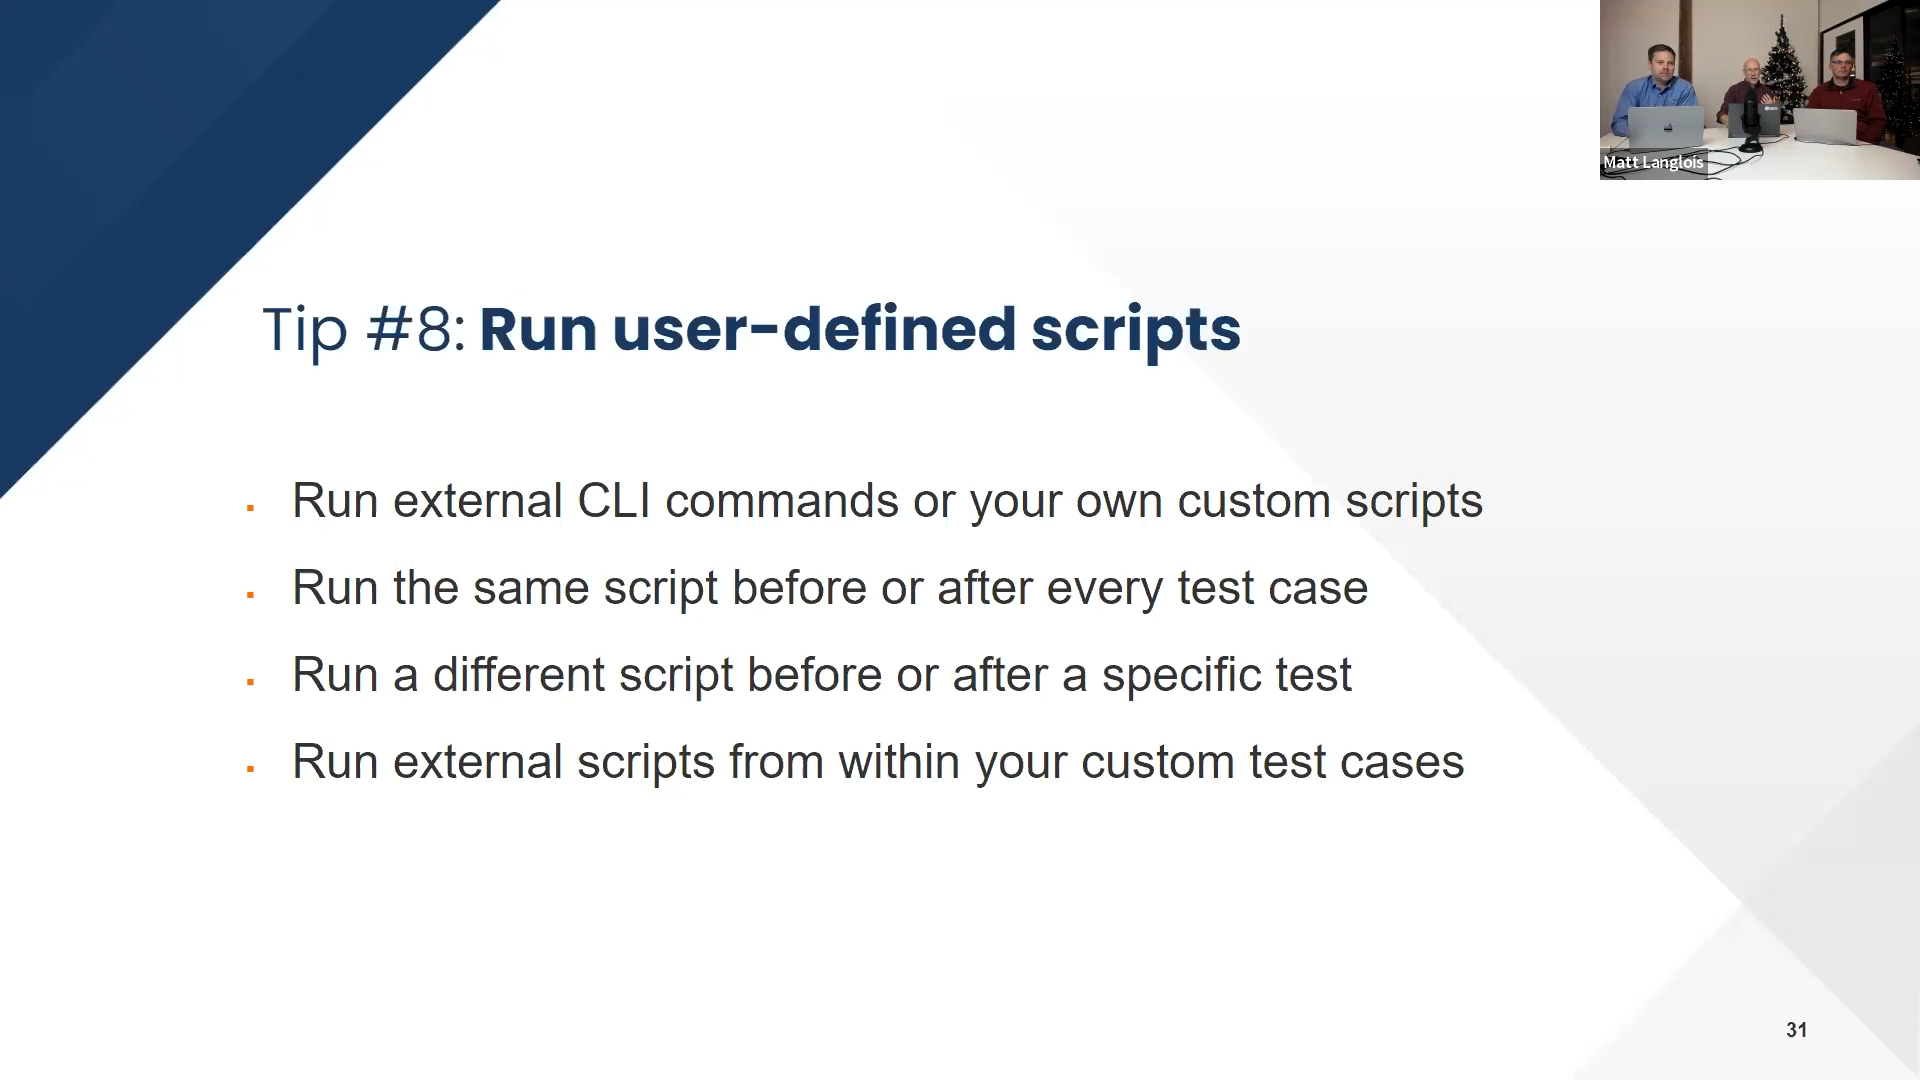 Matt Langlois
Tip #8: Run user-defined scripts
Run external CLI commands or your own custom scripts
Run the same script before or after every test case
Run a different script before or after a specific test
Run external scripts from within your custom test cases
31